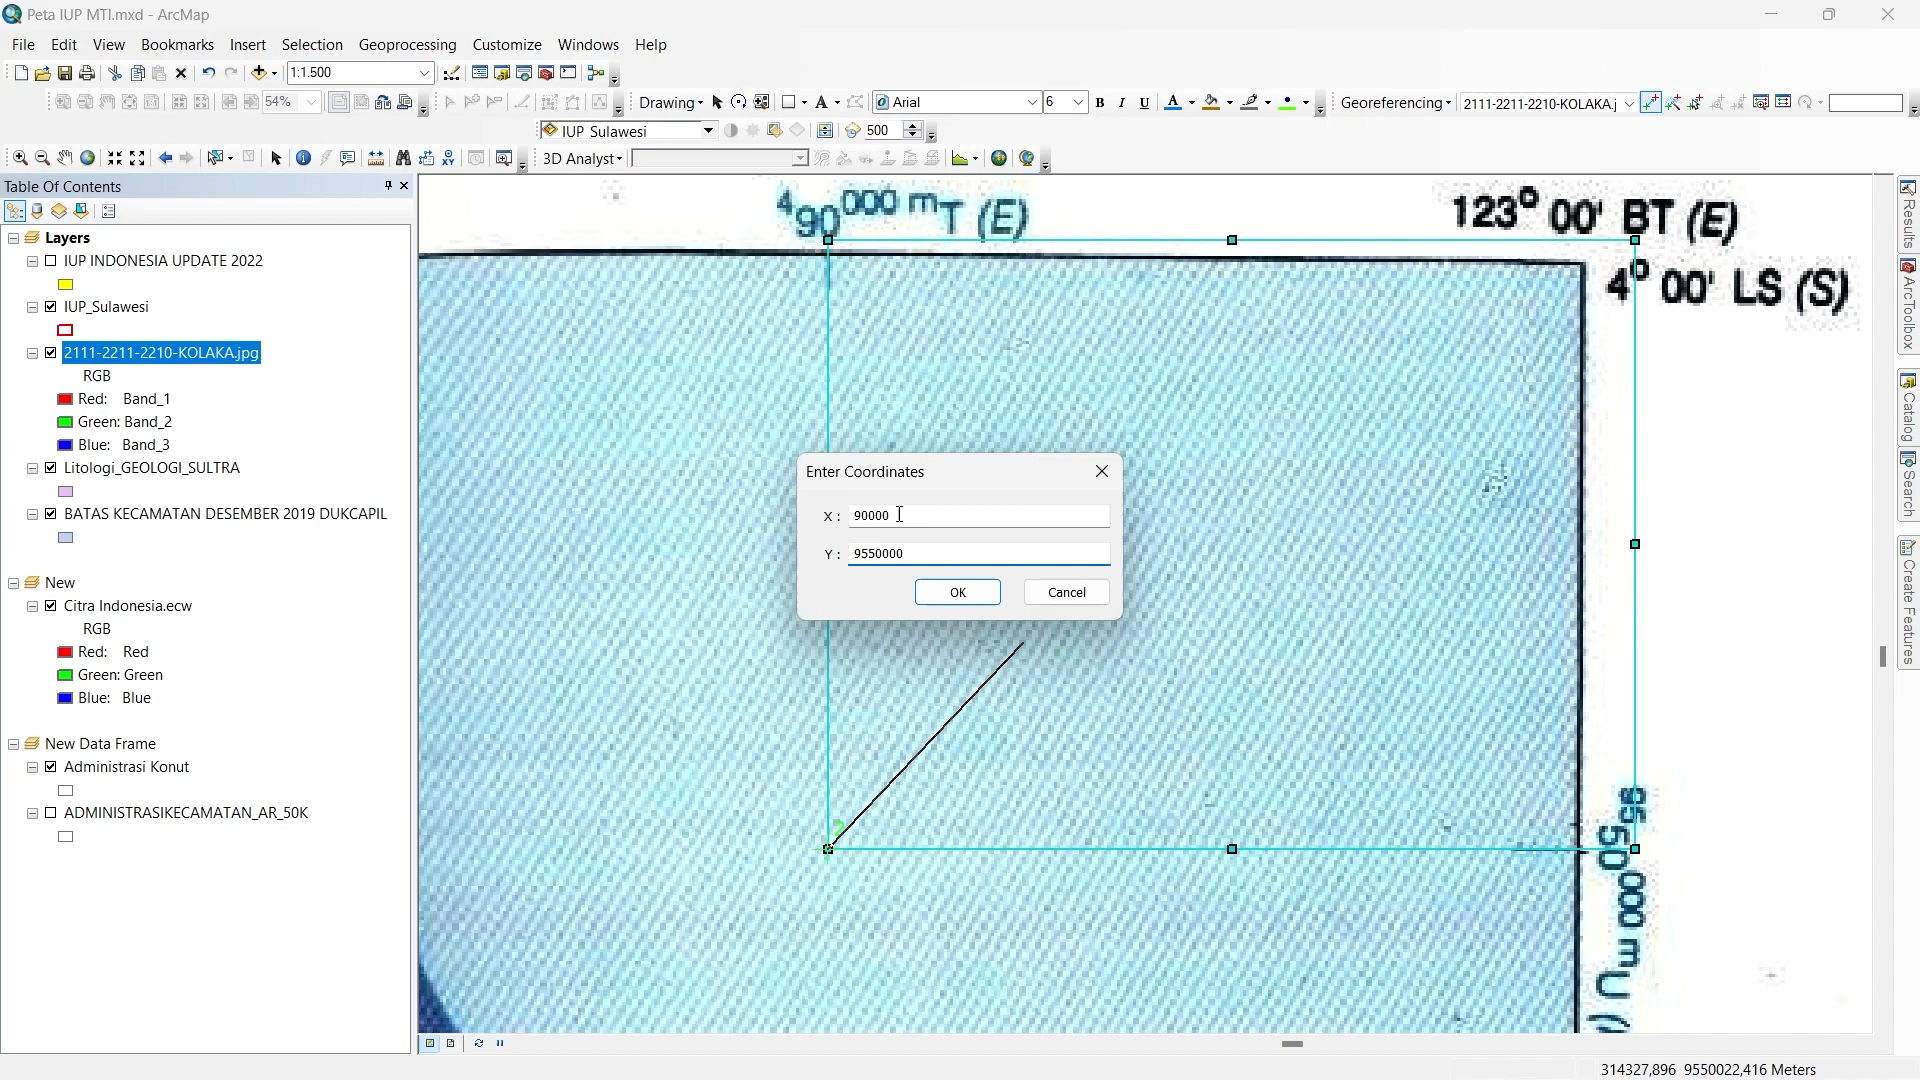 Peta IUP MTI.mxd - ArcMap
File Edit View Bookmarks Insert Selection Geoprocessing Customize Windows Help
1:1.500
54% Drawing Arial 6 B I U A Georeferencing 2111-2211-2210-KOLAKA.j
IUP_Sulawesi 500
3D Analyst
Table Of Contents
Layers
IUP INDONESIA UPDATE 2022
IUP_Sulawesi
2111-2211-2210-KOLAKA.jpg
RGB
Red: Band_1
Green: Band_2
Blue: Band_3
Litologi_GEOLOGI_SULTRA
BATAS KECAMATAN DESEMBER 2019 DUKCAPIL
New
Citra Indonesia.ecw
RGB
Red: Red
Green: Green
Blue: Blue
New Data Frame
Administrasi Konut
ADMINISTRASIKECAMATAN_AR_50K
490000 mT (E)
123° 00' BT (E)
4° 00' LS (S)
Enter Coordinates
X : 90000
Y : 9550000
OK Cancel
2
9550000 mU (
Results
ArcToolbox
Catalog
Search
Create Features
314327,896 9550022,416 Meters